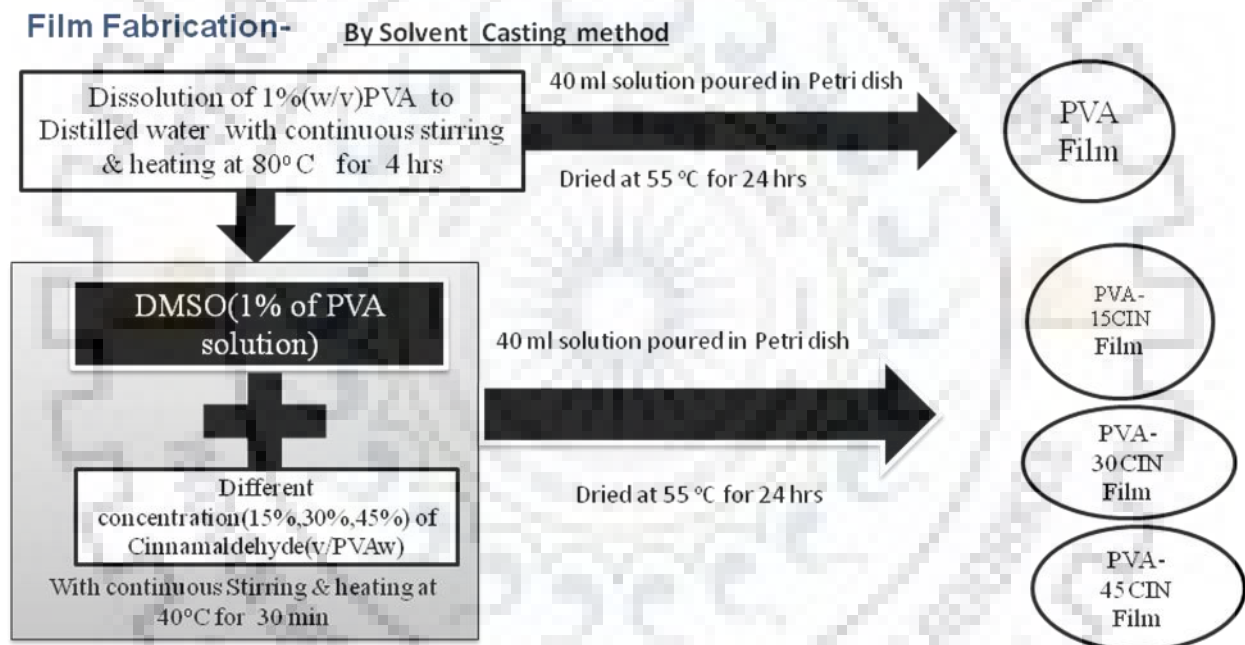 Film Fabrication-
By Solvent Casting method
Dissolution of 1%(w/v)PVA to
Distilled water with continuous stirring
& heating at 80° C for 4 hrs
40 ml solution poured in Petri dish
Dried at 55 °C for 24 hrs
PVA
Film
DMSO(1% of PVA
solution)
Different
concentration(15%,30%,45%) of
Cinnamaldehyde(v/PVAw)
With continuous Stirring & heating at
40°C for 30 min
40 ml solution poured in Petri dish
Dried at 55 °C for 24 hrs
PVA-
15CIN
Film
PVA-
30CIN
Film
PVA-
45CIN
Film